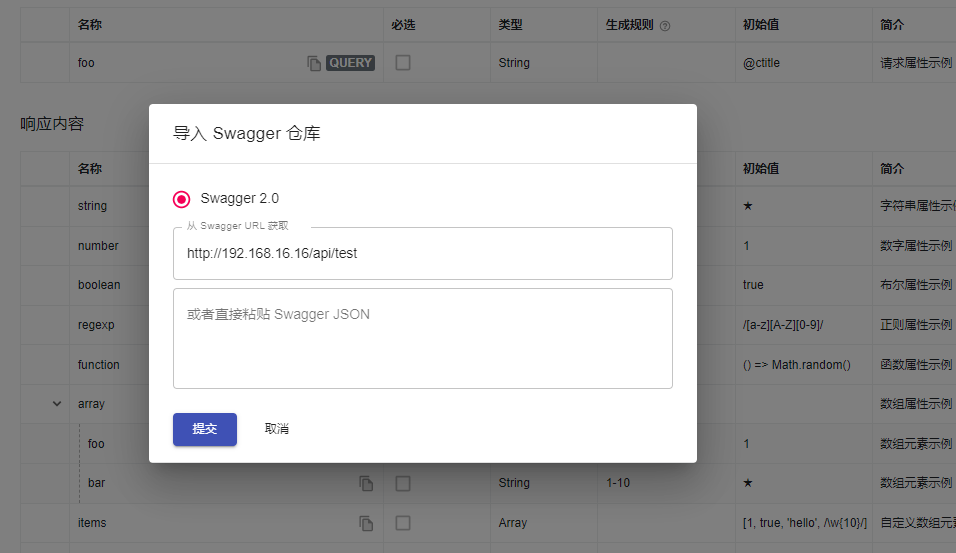 名称 必选 类型 生成规则 初始值 简介
foo QUERY String @ctitle 请求属性示例
响应内容
名称 初始值 简介
string ★ 字符串属性示例
number 1 数字属性示例
boolean true 布尔属性示例
regexp /[a-z][A-Z][0-9]/ 正则属性示例
function () => Math.random() 函数属性示例
array 数组属性示例
foo 1 数组元素示例
bar String 1-10 ★ 数组元素示例
items Array [1, true, 'hello', /\w{10}/] 自定义数组元
导入 Swagger 仓库
Swagger 2.0
从 Swagger URL 获取
http://192.168.16.16/api/test
或者直接粘贴 Swagger JSON
提交 取消